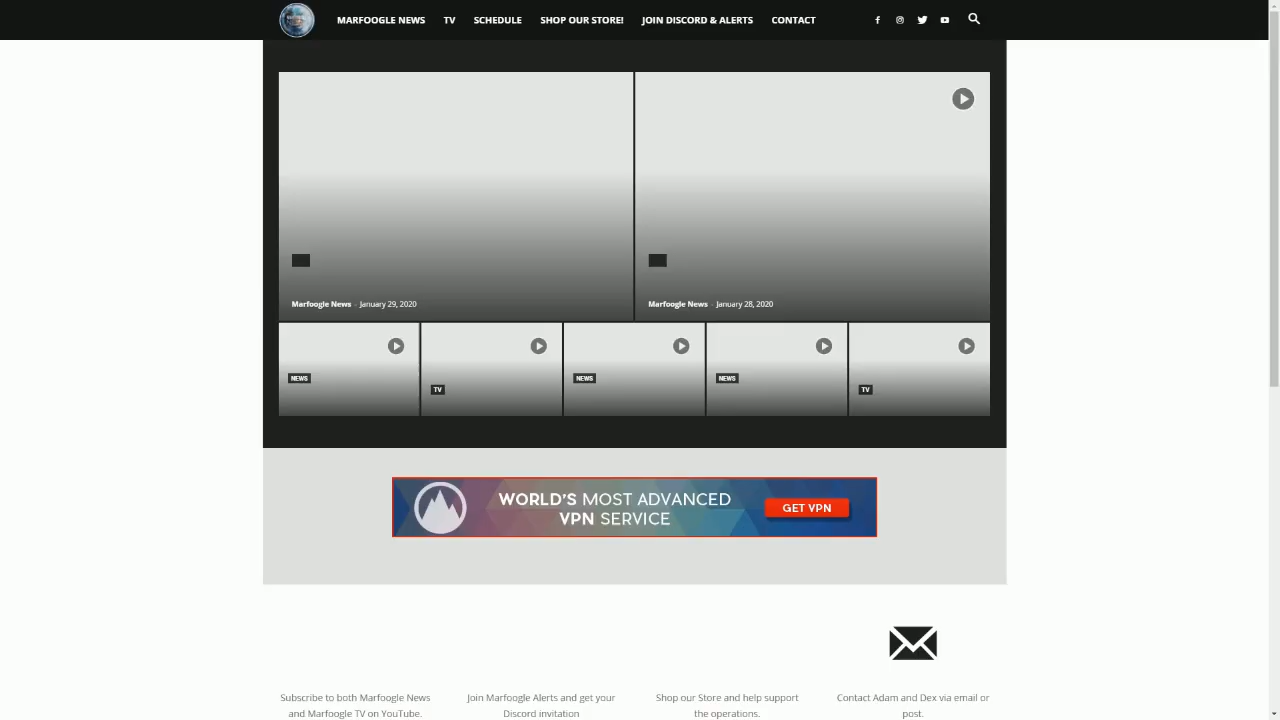 MARFOOGLE NEWS TV SCHEDULE SHOP OUR STORE! JOIN DISCORD & ALERTS CONTACT
Marfoogle News - January 29, 2020
Marfoogle News - January 28, 2020
NEWS
TV
NEWS
NEWS
TV
WORLD'S MOST ADVANCED
VPN SERVICE
GET VPN
Subscribe to both Marfoogle News
and Marfoogle TV on YouTube.
Join Marfoogle Alerts and get your
Discord invitation
Shop our Store and help support
the operations.
Contact Adam and Dex via email or
post.